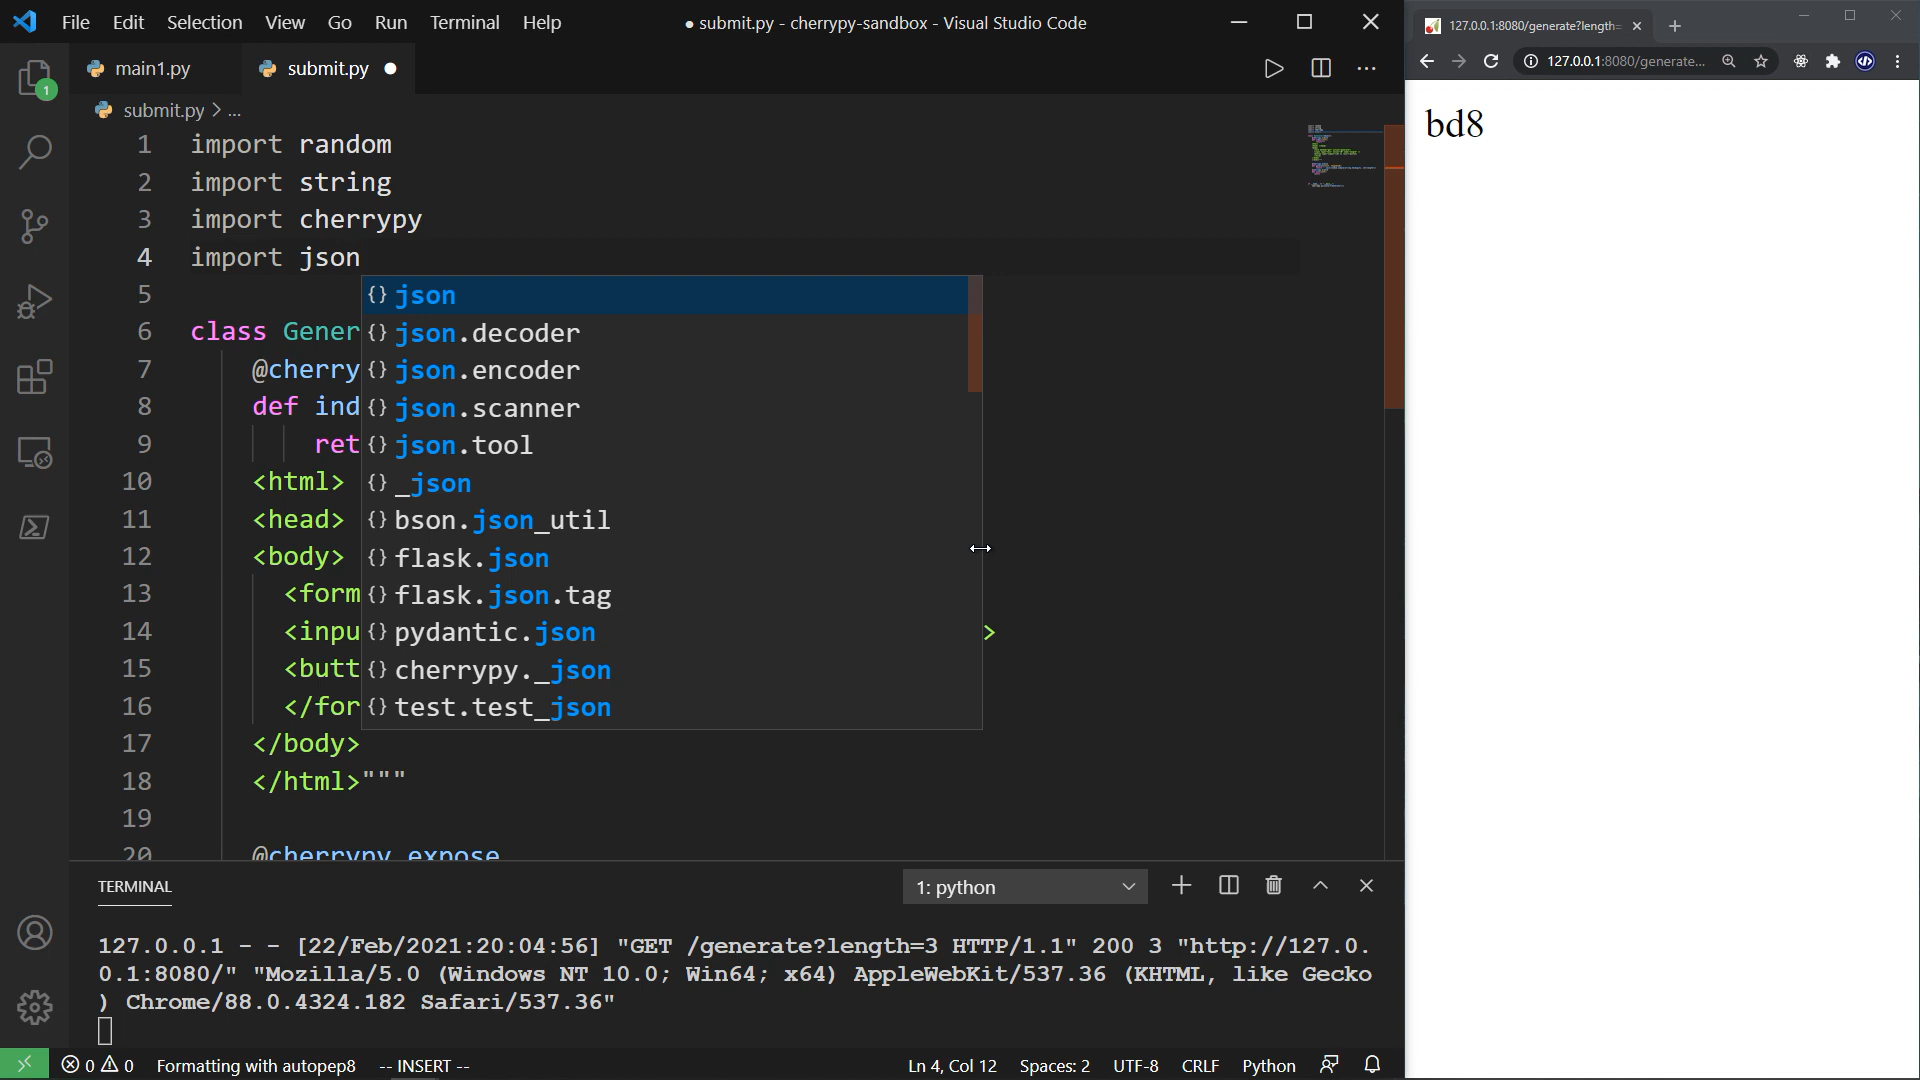 File Edit Selection View Go Run Terminal Help
● submit.py - cherrypy-sandbox - Visual Studio Code
main1.py
submit.py ●
submit.py > ...
1 import random
2 import string
3 import cherrypy
4 import json
5
6 class Gener
7 @cherry
8 def ind
9 ret
10 <html>
11 <head>
12 <body>
13 <form
14 <inpu >
15 <butt
16 </for
17 </body>
18 </html>"""
19
20 @cherrypy.expose
{} json
{} json.decoder
{} json.encoder
{} json.scanner
{} json.tool
{} _json
{} bson.json_util
{} flask.json
{} flask.json.tag
{} pydantic.json
{} cherrypy._json
{} test.test_json
TERMINAL
1: python
127.0.0.1 - - [22/Feb/2021:20:04:56] "GET /generate?length=3 HTTP/1.1" 200 3 "http://127.0.
0.1:8080/" "Mozilla/5.0 (Windows NT 10.0; Win64; x64) AppleWebKit/537.36 (KHTML, like Gecko
) Chrome/88.0.4324.182 Safari/537.36"
0 0 Formatting with autopep8 -- INSERT --
Ln 4, Col 12 Spaces: 2 UTF-8 CRLF Python
1
127.0.0.1:8080/generate?length=
127.0.0.1:8080/generate...
bd8